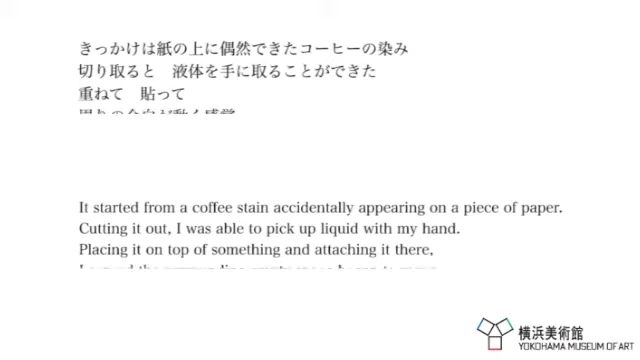 きっかけは紙の上に偶然できたコーヒーの染み
切り取ると　液体を手に取ることができた
重ねて　貼って
It started from a coffee stain accidentally appearing on a piece of paper.
Cutting it out, I was able to pick up liquid with my hand.
Placing it on top of something and attaching it there,
横浜美術館
YOKOHAMA MUSEUM OF ART